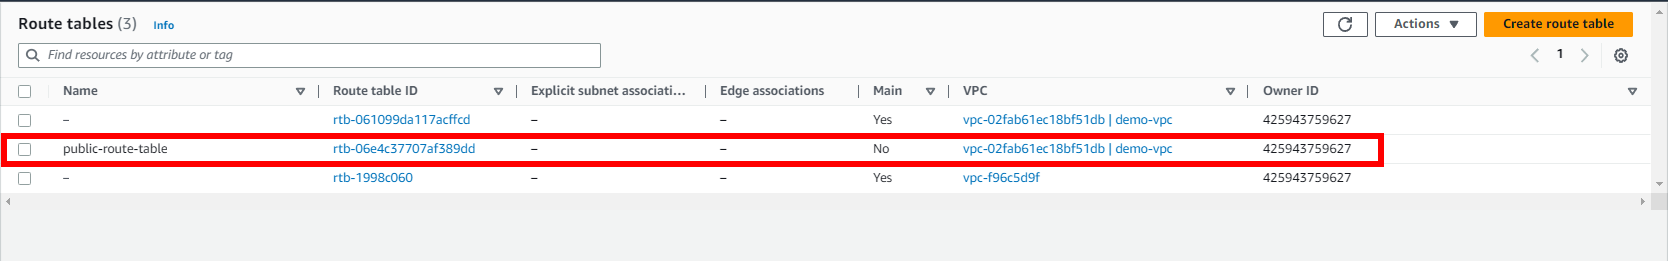 Route tables (3) Info
Actions
Create route table
Find resources by attribute or tag
1
Name Route table ID Explicit subnet associati... Edge associations Main VPC Owner ID
– rtb-061099da117acffcd – – Yes vpc-02fab61ec18bf51db | demo-vpc 425943759627
public-route-table rtb-06e4c37707af389dd – – No vpc-02fab61ec18bf51db | demo-vpc 425943759627
– rtb-1998c060 – – Yes vpc-f96c5d9f 425943759627